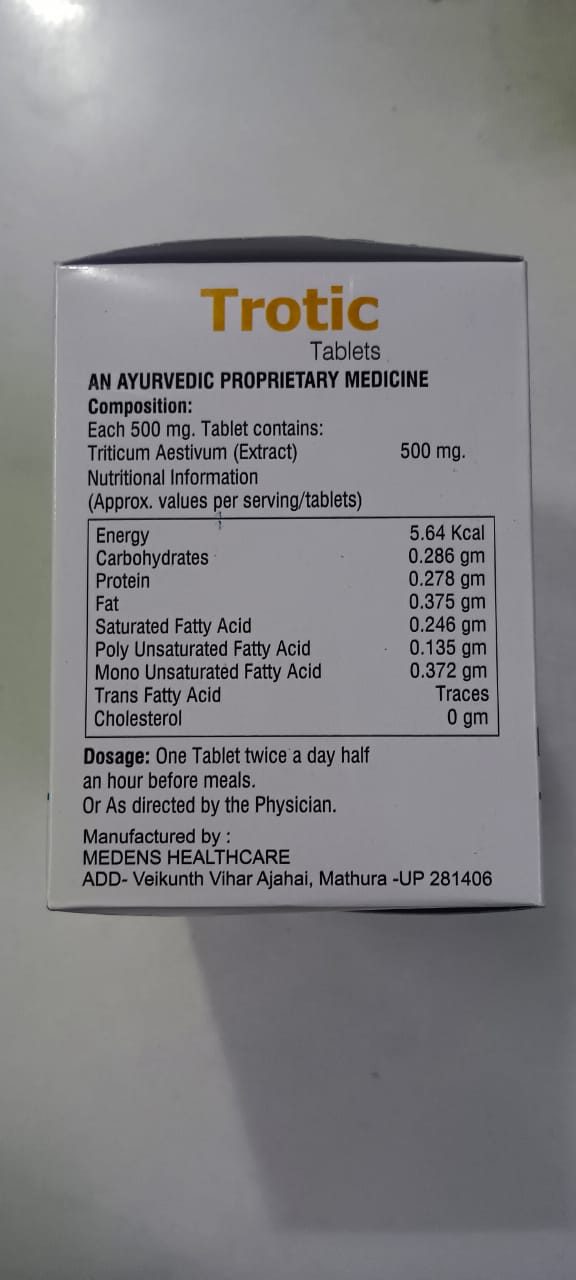 Trotic
Tablets
AN AYURVEDIC PROPRIETARY MEDICINE
Composition:
Each 500 mg. Tablet contains:
Triticum Aestivum (Extract) 500 mg.
Nutritional Information
(Approx. values per serving/tablets)
Energy 5.64 Kcal
Carbohydrates 0.286 gm
Protein 0.278 gm
Fat 0.375 gm
Saturated Fatty Acid 0.246 gm
Poly Unsaturated Fatty Acid 0.135 gm
Mono Unsaturated Fatty Acid 0.372 gm
Trans Fatty Acid Traces
Cholesterol 0 gm
Dosage: One Tablet twice a day half
an hour before meals.
Or As directed by the Physician.
Manufactured by :
MEDENS HEALTHCARE
ADD- Veikunth Vihar Ajahai, Mathura -UP 281406